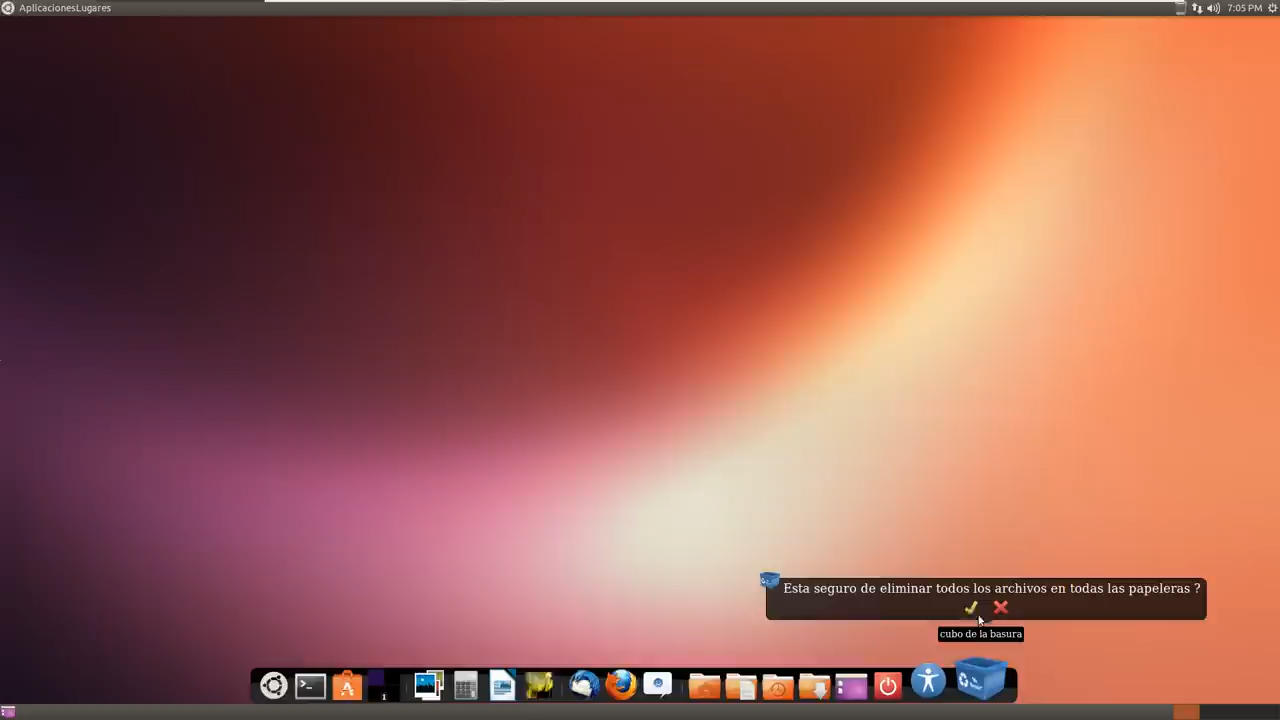 AplicacionesLugares
7:05 PM
Esta seguro de eliminar todos los archivos en todas las papeleras ?
cubo de la basura
1